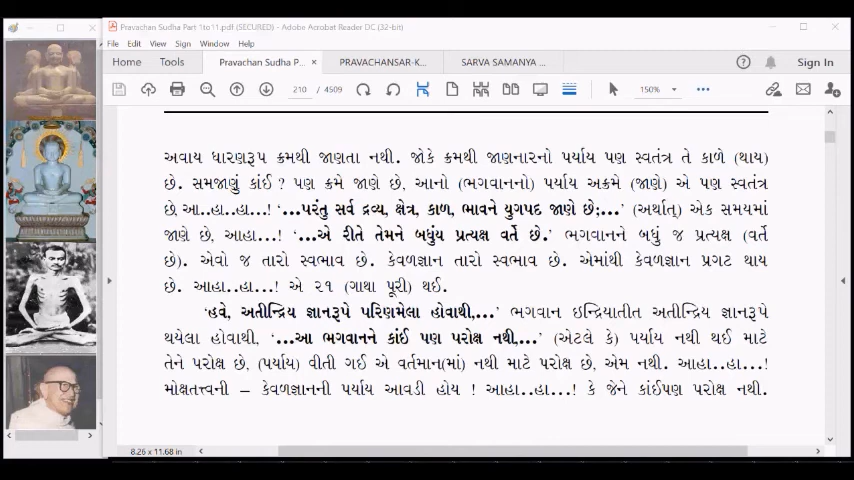 Pravachan Sudha Part 1to11.pdf (SECURED) - Adobe Acrobat Reader DC (32-bit)
File Edit View Sign Window Help
Home Tools Pravachan Sudha P... × PRAVACHANSAR-K... SARVA SAMANYA ... Sign In
210 / 4509 150%
અવાય ધારણરૂપ ક્રમથી જાણતા નથી. જોકે ક્રમથી જાણનારનો પર્યાય પણ સ્વતંત્ર તે કાળે (થાય)
છે. સમજાણું કાંઈ? પણ ક્રમે જાણે છે, આનો (ભગવાનનો) પર્યાય અક્રમે (જાણે) એ પણ સ્વતંત્ર
છે, આ..હા..હા...! ‘...પરંતુ સર્વ દ્રવ્ય, ક્ષેત્ર, કાળ, ભાવને યુગપદ જાણે છે;...’ (અર્થાત્) એક સમયમાં
જાણે છે, આહા...! ‘...એ રીતે તેમને બધુંય પ્રત્યક્ષ વર્તે છે.’ ભગવાનને બધું જ પ્રત્યક્ષ (વર્તે
છે). એવો જ તારો સ્વભાવ છે. કેવળજ્ઞાન તારો સ્વભાવ છે. એમાંથી કેવળજ્ઞાન પ્રગટ થાય
છે. આહા..હા...! એ ૨૧ (ગાથા પૂરી) થઈ.
‘હવે, અતીન્દ્રિય જ્ઞાનરૂપે પરિણમેલા હોવાથી,...’ ભગવાન ઇન્દ્રિયાતીત અતીન્દ્રિય જ્ઞાનરૂપે
થયેલા હોવાથી, ‘...આ ભગવાનને કાંઈ પણ પરોક્ષ નથી,...’ (એટલે કે) પર્યાય નથી થઈ માટે
તેને પરોક્ષ છે, (પર્યાય) વીતી ગઈ એ વર્તમાન(માં) નથી માટે પરોક્ષ છે, એમ નથી. આહા..હા...!
મોક્ષતત્ત્વની – કેવળજ્ઞાનની પર્યાય આવડી હોય ! આહા..હા...! કે જેને કાંઈપણ પરોક્ષ નથી.
8.26 x 11.68 in